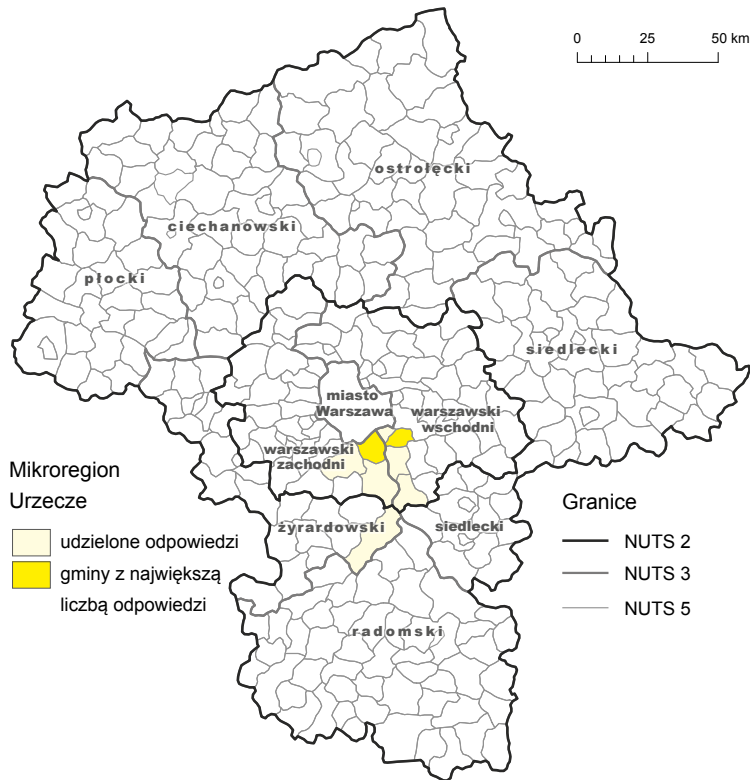 0 25 50 km
ostrołęcki
ciechanowski
płocki
siedlecki
miasto
Warszawa
warszawski
wschodni
warszawski
zachodni
żyrardowski
siedlecki
radomski
Mikroregion
Urzecze
udzielone odpowiedzi
gminy z największą
liczbą odpowiedzi
Granice
NUTS 2
NUTS 3
NUTS 5